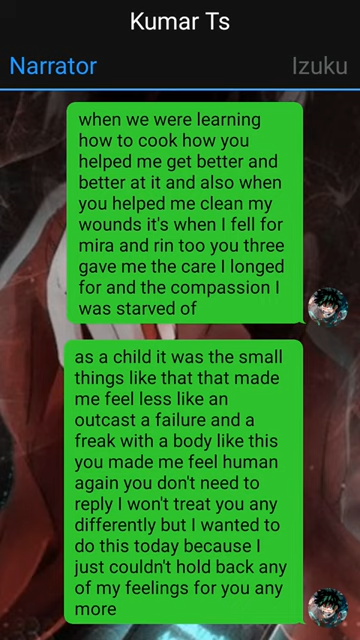 Kumar Ts
Narrator
Izuku
when we were learning
how to cook how you
helped me get better and
better at it and also when
you helped me clean my
wounds it's when I fell for
mira and rin too you three
gave me the care I longed
for and the compassion I
was starved of
as a child it was the small
things like that that made
me feel less like an
outcast a failure and a
freak with a body like this
you made me feel human
again you don't need to
reply I won't treat you any
differently but I wanted to
do this today because I
just couldn't hold back any
of my feelings for you any
more